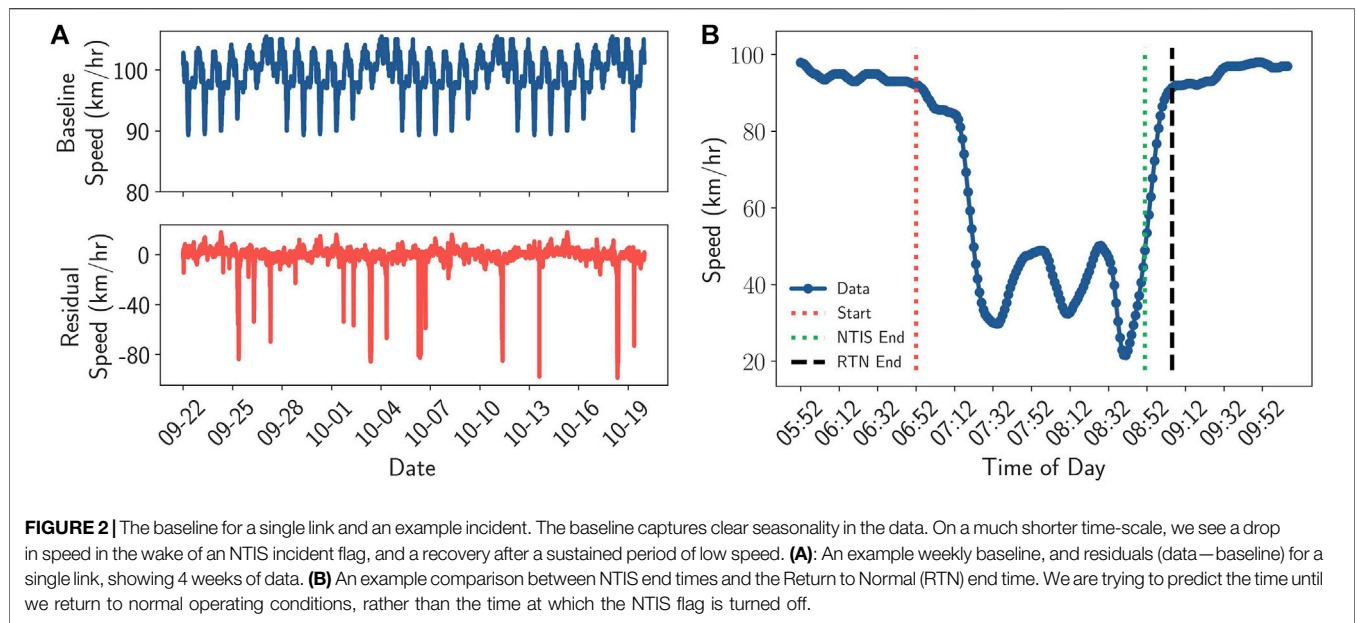 A
Baseline
Speed (km/hr)
100
90
80
Residual
Speed (km/hr)
0
-40
-80
09-22
09-25
09-28
10-01
10-04
10-07
10-10
10-13
10-16
10-19
Date
B
Speed (km/hr)
100
80
60
40
20
Data
Start
NTIS End
RTN End
05:52
06:12
06:32
06:52
07:12
07:32
07:52
08:12
08:32
08:52
09:12
09:32
09:52
Time of Day
FIGURE 2 | The baseline for a single link and an example incident. The baseline captures clear seasonality in the data. On a much shorter time-scale, we see a drop
in speed in the wake of an NTIS incident flag, and a recovery after a sustained period of low speed. (A): An example weekly baseline, and residuals (data—baseline) for a
single link, showing 4 weeks of data. (B) An example comparison between NTIS end times and the Return to Normal (RTN) end time. We are trying to predict the time until
we return to normal operating conditions, rather than the time at which the NTIS flag is turned off.